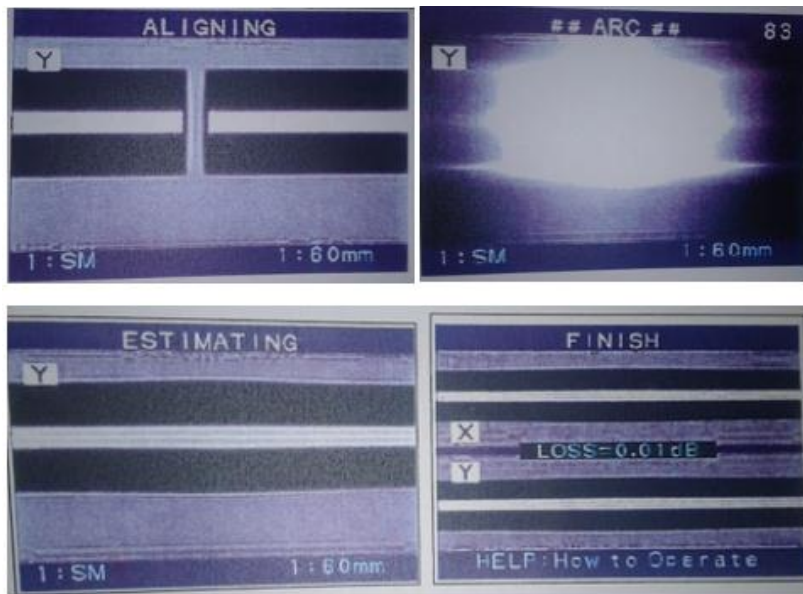 ALIGNING
Y
1:SM 1:60mm
## ARC ## 83
Y
1:SM 1:60mm
ESTIMATING
Y
1:SM 1:60mm
FINISH
X
LOSS=0.01dB
Y
HELP:How to Operate